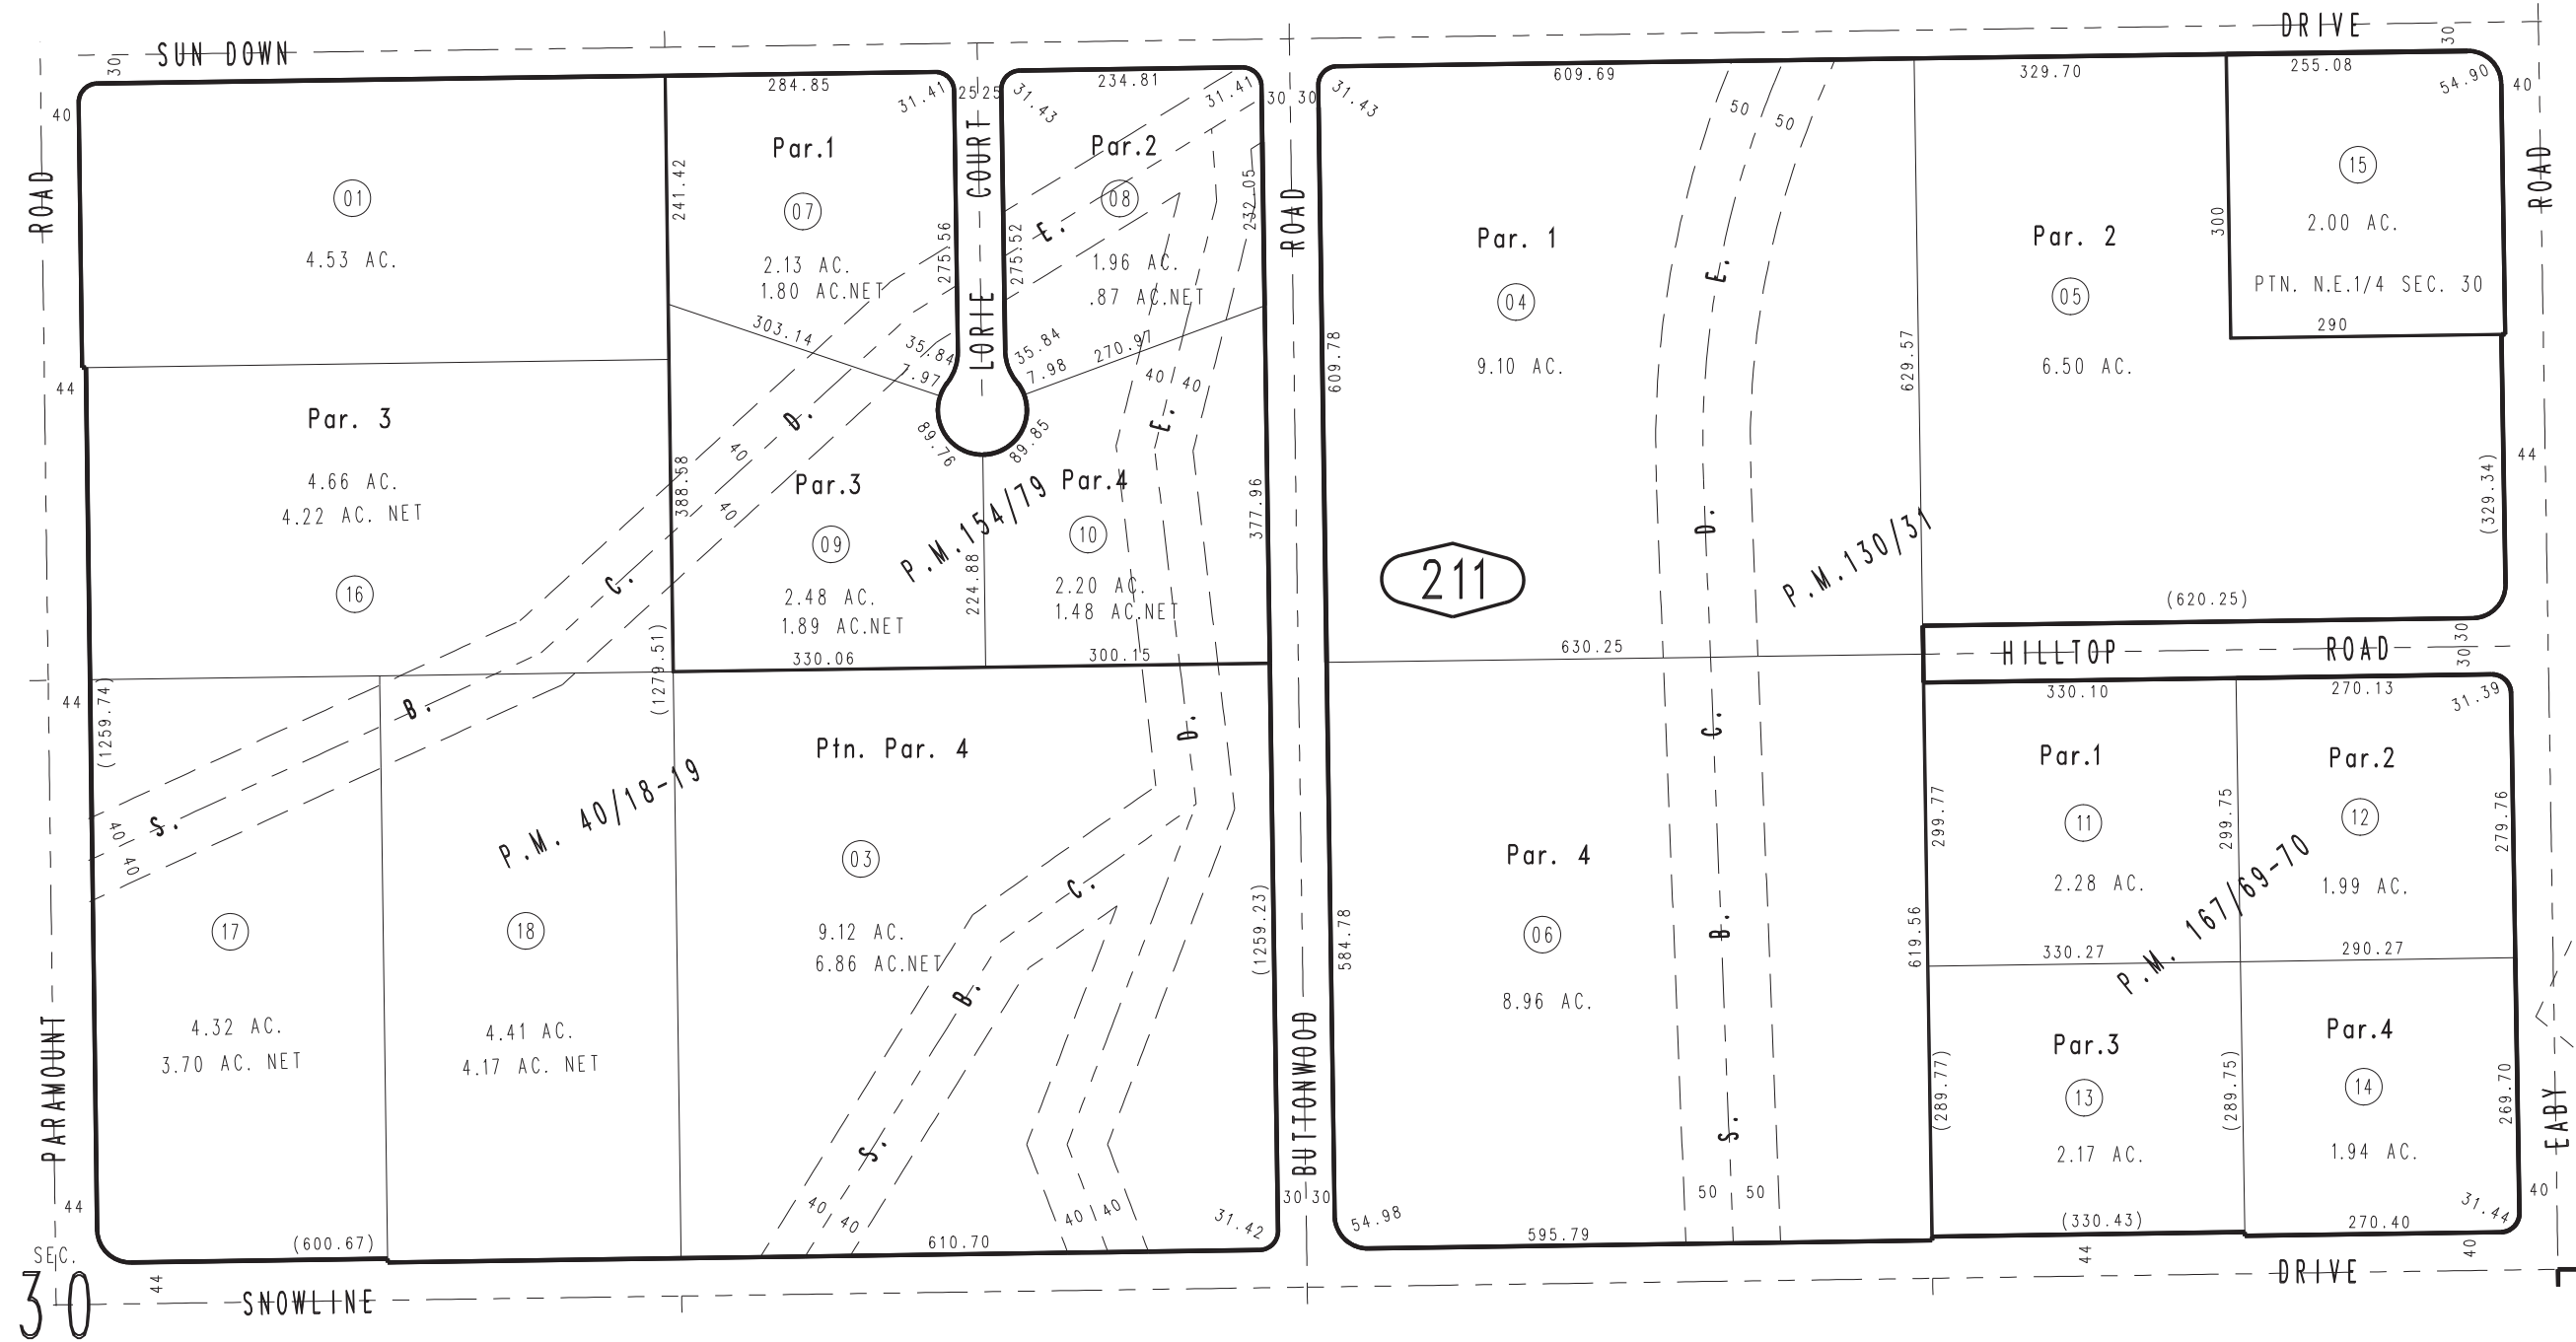 SUN DOWN
DRIVE
30
30
284.85
234.81
609.69
329.70
255.08
31.41
25
25
31.43
31.41
30
30
31.43
54.90
40
40
ROAD
COURT
ROAD
ROAD
Par.1
Par.2
01
4.53 AC.
241.42
07
08
232.05
15
2.00 AC.
PTN. N.E.1/4 SEC. 30
290
300
50
50
Par. 1
Par. 2
04
05
9.10 AC.
6.50 AC.
2.13 AC.
1.80 AC.NET
275.56
275.52
E.
1.96 AC.
.87 AC.NET
E.
LORIE
303.14
35.84
35.84
270.97
7.97
7.98
609.78
629.57
44
40
40
Par. 3
D.
E.
89.76
89.85
40
44
4.66 AC.
4.22 AC. NET
388.58
40
Par.3
Par.4
377.96
(329.34)
P.M.154/79
09
10
D.
P.M.130/31
16
C.
2.48 AC.
1.89 AC.NET
224.88
2.20 AC.
1.48 AC.NET
211
(620.25)
330.06
300.15
630.25
HILLTOP
ROAD
30
30
(1279.51)
330.10
270.13
31.39
44
(1259.74)
B.
D.
C.
Ptn. Par. 4
Par.1
Par.2
P.M. 40/18-19
S.
40
40
299.77
299.75
279.76
11
12
03
Par. 4
2.28 AC.
1.99 AC.
C.
P.M. 167/69-70
17
18
9.12 AC.
6.86 AC.NET
(1259.23)
584.78
06
B.
619.56
330.27
290.27
B.
8.96 AC.
4.32 AC.
3.70 AC. NET
4.41 AC.
4.17 AC. NET
Par.3
Par.4
PARAMOUNT
BUTTONWOOD
EABY
(289.77)
13
(289.75)
14
269.70
S.
S.
2.17 AC.
1.94 AC.
44
40
40
40
40
31.42
30
30
54.98
50
50
31.44
40
(600.67)
610.70
595.79
(330.43)
270.40
SEC.
30
44
44
40
SNOWLINE
DRIVE